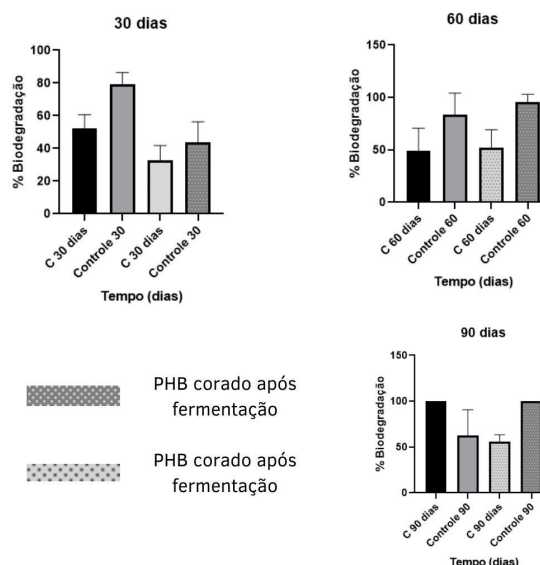 30 dias
% Biodegradação
100
80
60
40
20
0
C 30 dias
Controle 30
C 30 dias
Controle 30
Tempo (dias)
60 dias
% Biodegradação
150
100
50
0
C 60 dias
Controle 60
C 60 dias
Controle 60
Tempo (dias)
PHB corado após
fermentação
PHB corado após
fermentação
90 dias
% Biodegradação
150
100
50
0
C 90 dias
Controle 90
C 90 dias
Controle 90
Tempo (dias)